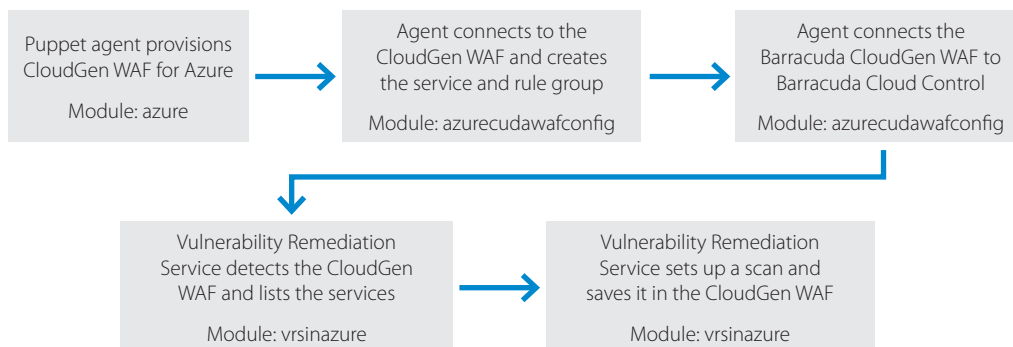 Puppet agent provisions
CloudGen WAF for Azure
Module: azure
Agent connects to the
CloudGen WAF and creates
the service and rule group
Module: azurecudawafconfig
Agent connects the
Barracuda CloudGen WAF to
Barracuda Cloud Control
Module: azurecudawafconfig
Vulnerability Remediation
Service detects the CloudGen
WAF and lists the services
Module: vrsinazure
Vulnerability Remediation
Service sets up a scan and
saves it in the CloudGen WAF
Module: vrsinazure